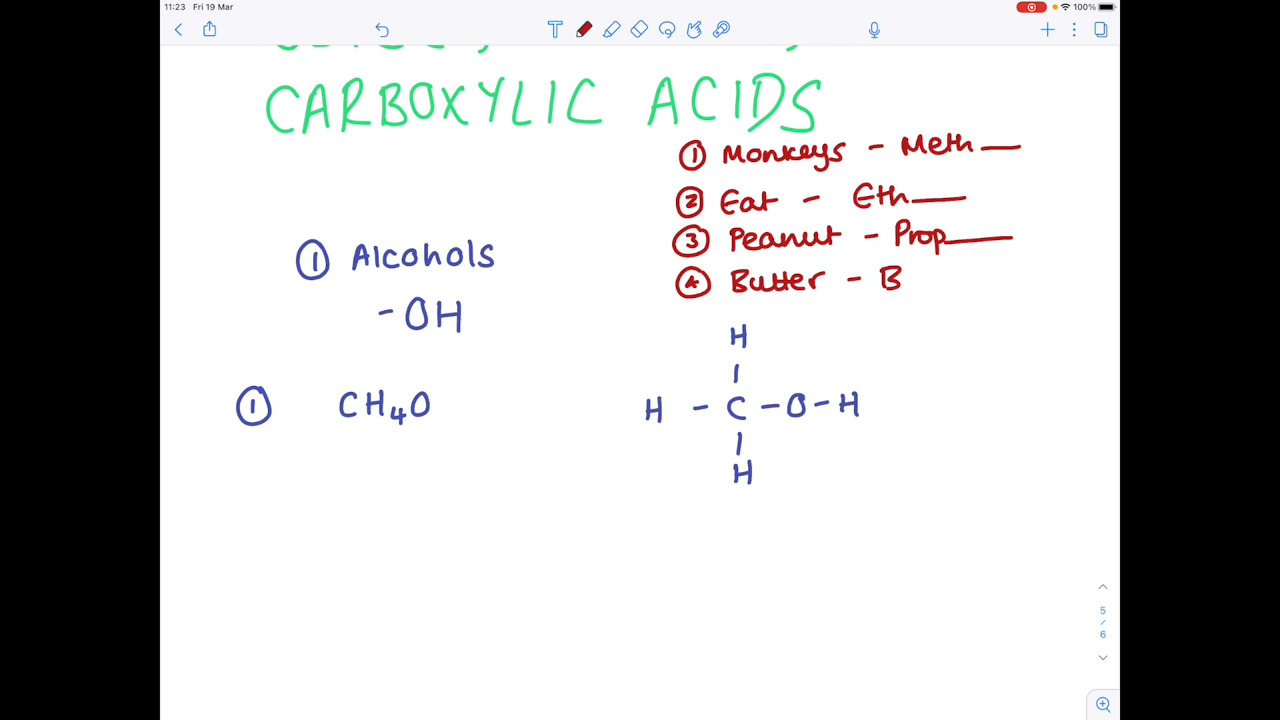 11:23 Fri 19 Mar
100%
CARBOXYLIC ACIDS
① Monkeys - Meth
② Eat - Eth
③ Peanut - Prop
④ Butter - B
① Alcohols
-OH
H
① CH₄O
H - C - O - H
H
5
/
6